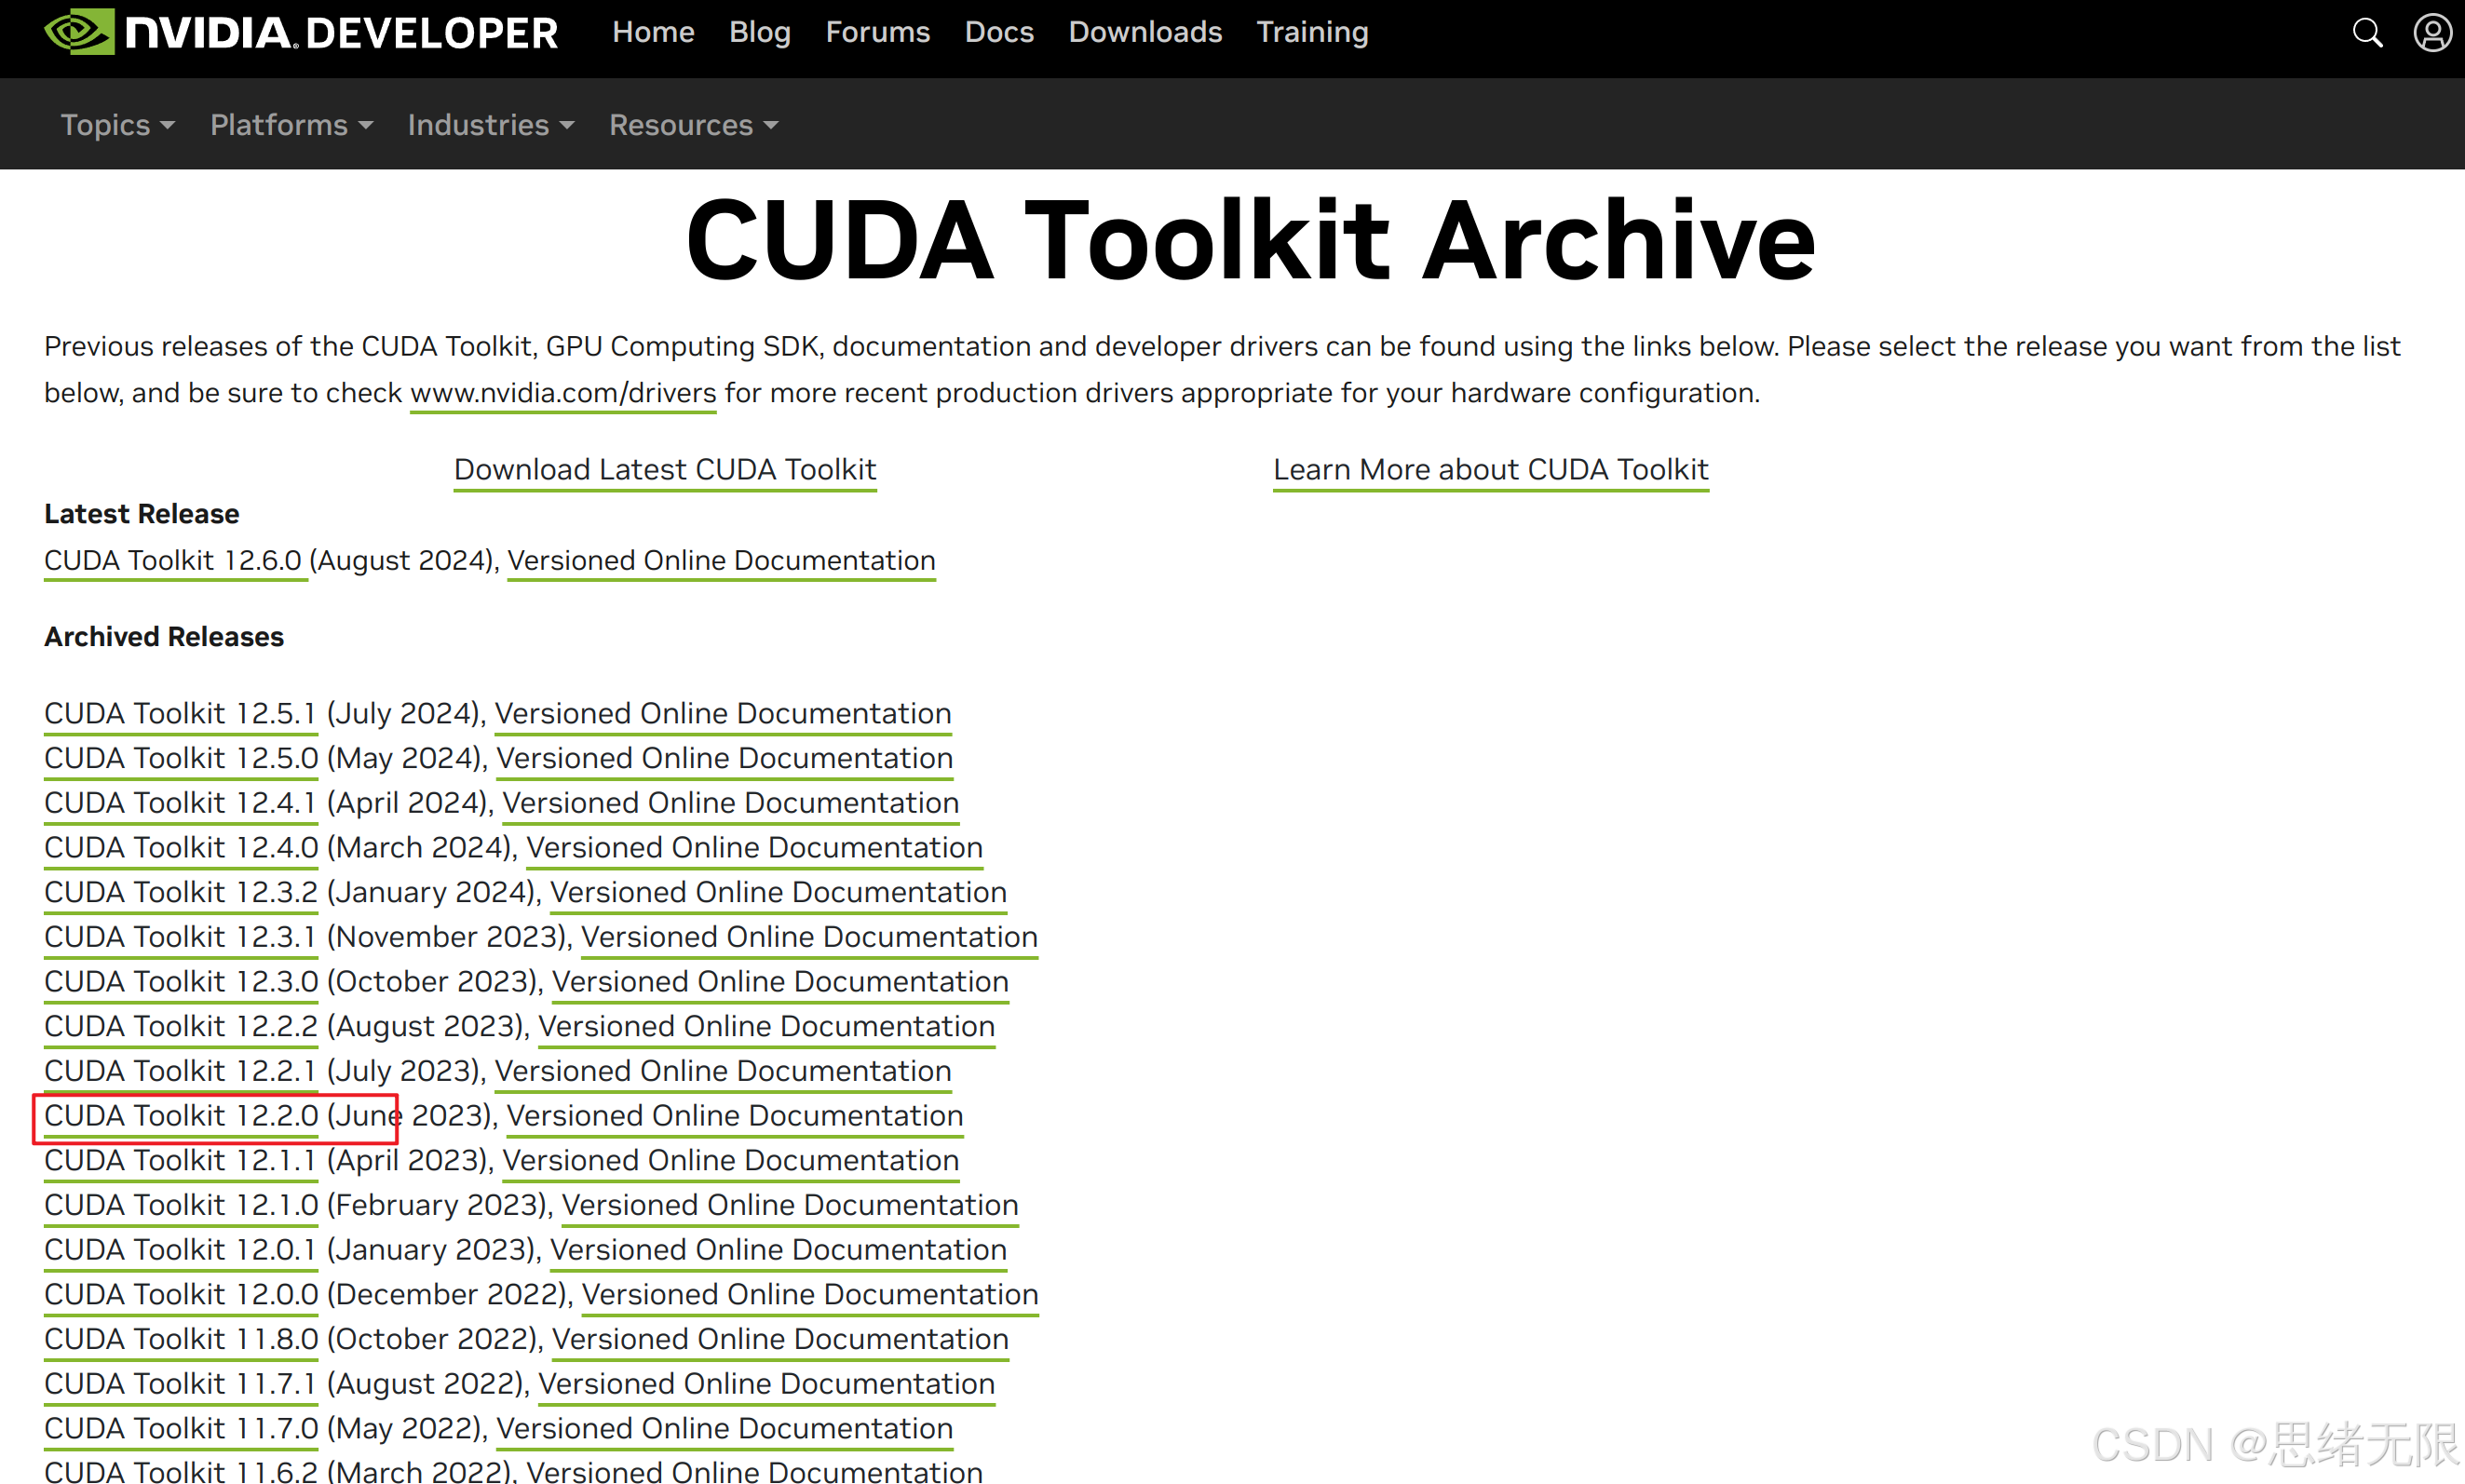 NVIDIA. DEVELOPER Home Blog Forums Docs Downloads Training
Topics Platforms Industries Resources
CUDA Toolkit Archive
Previous releases of the CUDA Toolkit, GPU Computing SDK, documentation and developer drivers can be found using the links below. Please select the release you want from the list
below, and be sure to check www.nvidia.com/drivers for more recent production drivers appropriate for your hardware configuration.
Download Latest CUDA Toolkit Learn More about CUDA Toolkit
Latest Release
CUDA Toolkit 12.6.0 (August 2024), Versioned Online Documentation
Archived Releases
CUDA Toolkit 12.5.1 (July 2024), Versioned Online Documentation
CUDA Toolkit 12.5.0 (May 2024), Versioned Online Documentation
CUDA Toolkit 12.4.1 (April 2024), Versioned Online Documentation
CUDA Toolkit 12.4.0 (March 2024), Versioned Online Documentation
CUDA Toolkit 12.3.2 (January 2024), Versioned Online Documentation
CUDA Toolkit 12.3.1 (November 2023), Versioned Online Documentation
CUDA Toolkit 12.3.0 (October 2023), Versioned Online Documentation
CUDA Toolkit 12.2.2 (August 2023), Versioned Online Documentation
CUDA Toolkit 12.2.1 (July 2023), Versioned Online Documentation
CUDA Toolkit 12.2.0 (June 2023), Versioned Online Documentation
CUDA Toolkit 12.1.1 (April 2023), Versioned Online Documentation
CUDA Toolkit 12.1.0 (February 2023), Versioned Online Documentation
CUDA Toolkit 12.0.1 (January 2023), Versioned Online Documentation
CUDA Toolkit 12.0.0 (December 2022), Versioned Online Documentation
CUDA Toolkit 11.8.0 (October 2022), Versioned Online Documentation
CUDA Toolkit 11.7.1 (August 2022), Versioned Online Documentation
CUDA Toolkit 11.7.0 (May 2022), Versioned Online Documentation
CUDA Toolkit 11.6.2 (March 2022), Versioned Online Documentation
CSDN @思绪无限